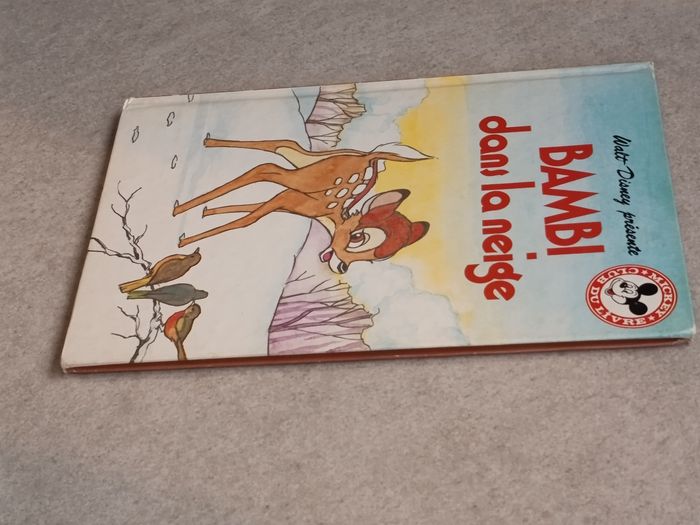 Walt Disney présente
BAMBI
dans la neige
MICKEY
CLUB DU LIVRE